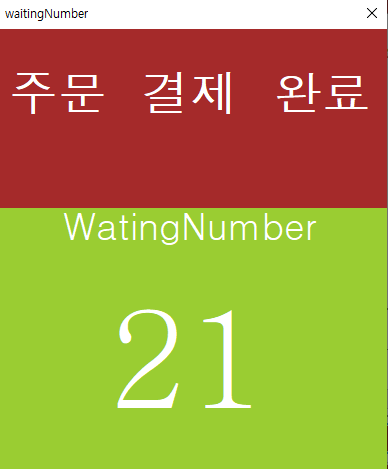 waitingNumber
주문 결제 완료
WatingNumber
21